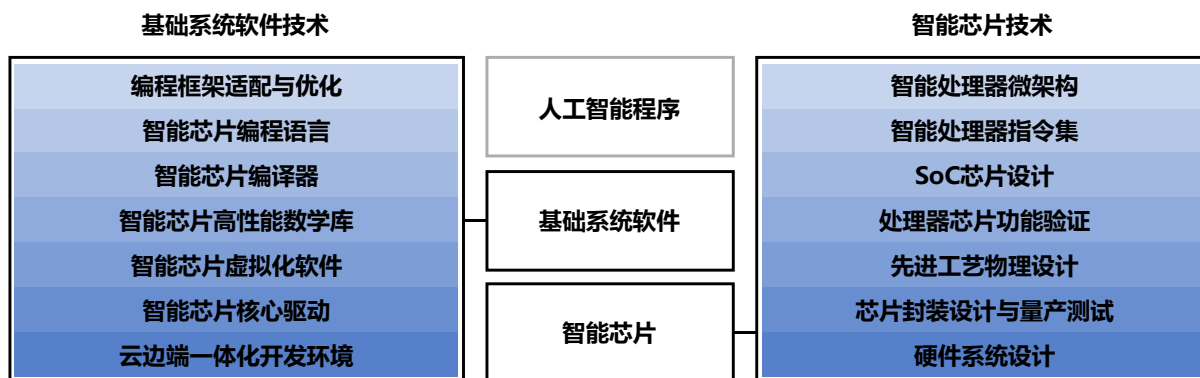 基础系统软件技术
编程框架适配与优化
智能芯片编程语言
智能芯片编译器
智能芯片高性能数学库
智能芯片虚拟化软件
智能芯片核心驱动
云边端一体化开发环境
人工智能程序
基础系统软件
智能芯片
智能芯片技术
智能处理器微架构
智能处理器指令集
SoC芯片设计
处理器芯片功能验证
先进工艺物理设计
芯片封装设计与量产测试
硬件系统设计